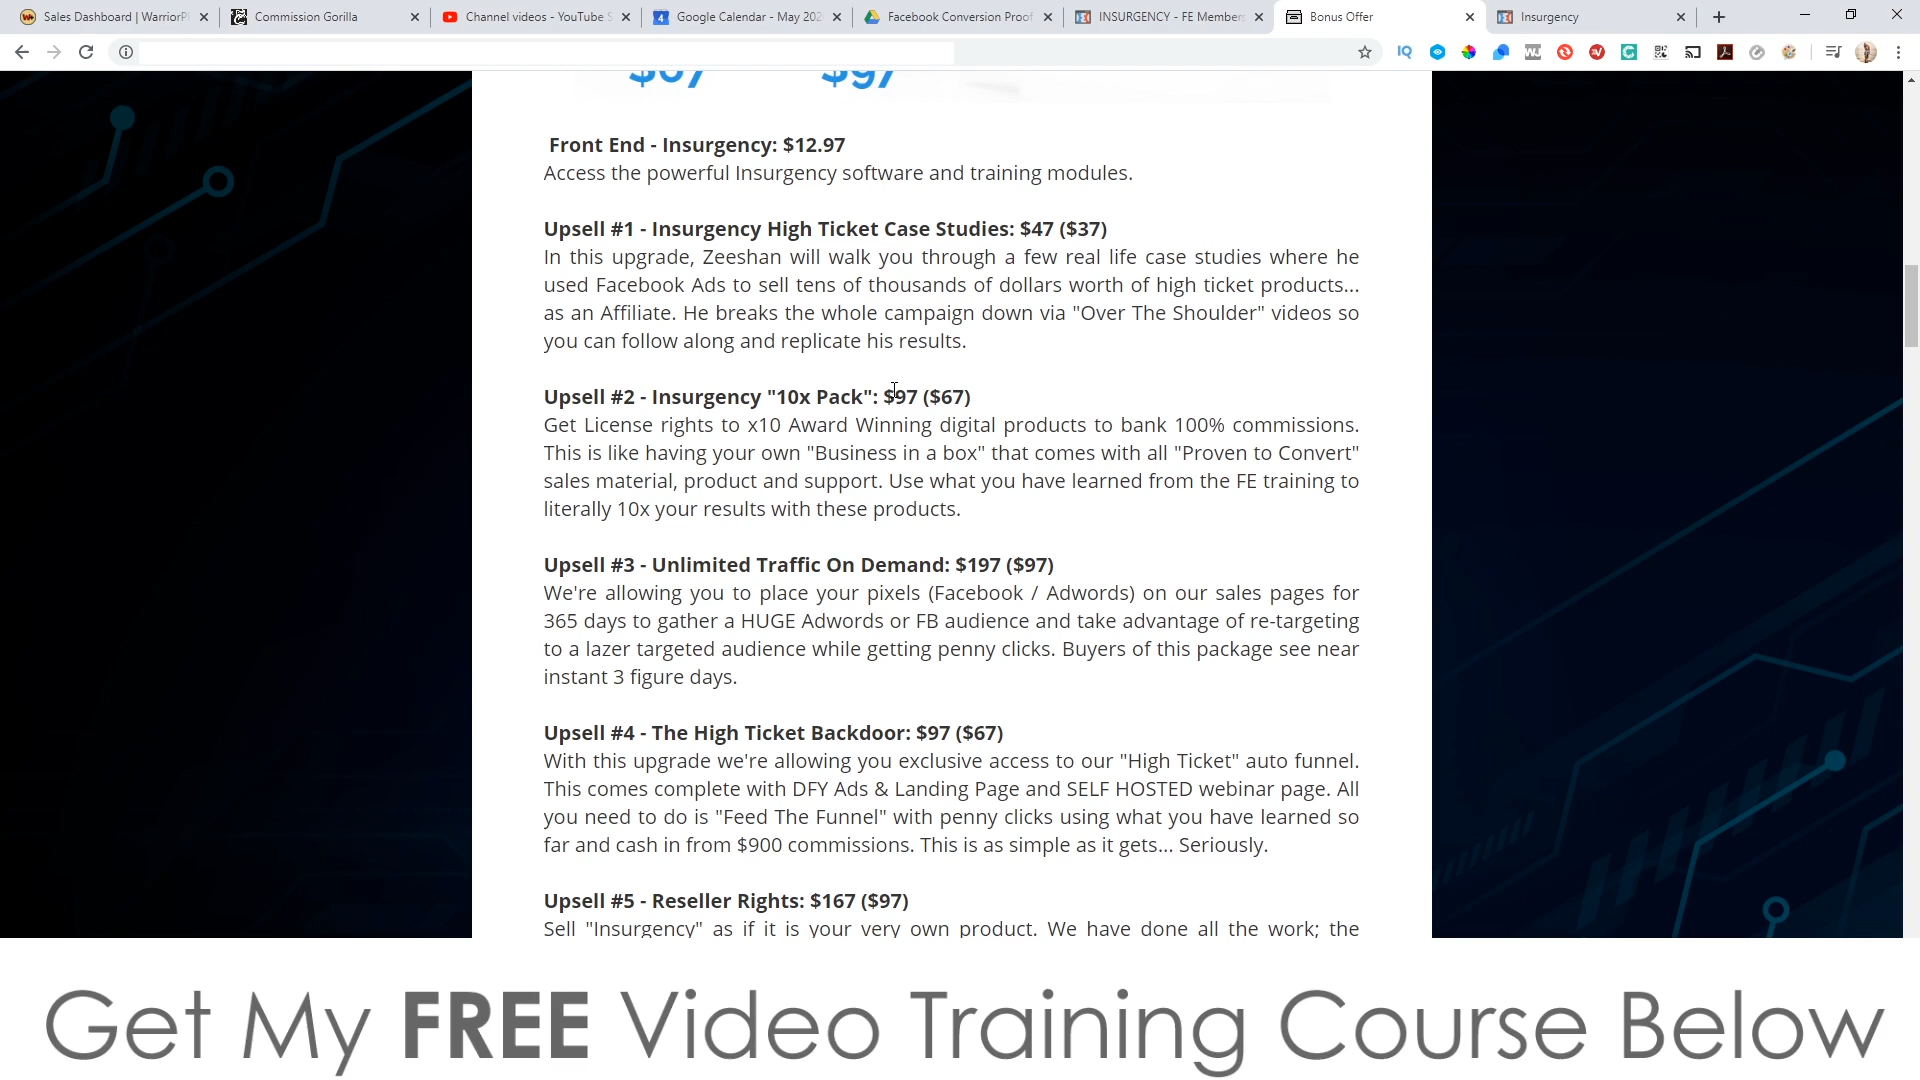 Sales Dashboard | WarriorPl
Commission Gorilla
Channel videos - YouTube S
Google Calendar - May 202
Facebook Conversion Proof
INSURGENCY - FE Members
Bonus Offer
Insurgency
$67 $97
Front End - Insurgency: $12.97
Access the powerful Insurgency software and training modules.
Upsell #1 - Insurgency High Ticket Case Studies: $47 ($37)
In this upgrade, Zeeshan will walk you through a few real life case studies where he
used Facebook Ads to sell tens of thousands of dollars worth of high ticket products...
as an Affiliate. He breaks the whole campaign down via "Over The Shoulder" videos so
you can follow along and replicate his results.
Upsell #2 - Insurgency "10x Pack": $97 ($67)
Get License rights to x10 Award Winning digital products to bank 100% commissions.
This is like having your own "Business in a box" that comes with all "Proven to Convert"
sales material, product and support. Use what you have learned from the FE training to
literally 10x your results with these products.
Upsell #3 - Unlimited Traffic On Demand: $197 ($97)
We're allowing you to place your pixels (Facebook / Adwords) on our sales pages for
365 days to gather a HUGE Adwords or FB audience and take advantage of re-targeting
to a lazer targeted audience while getting penny clicks. Buyers of this package see near
instant 3 figure days.
Upsell #4 - The High Ticket Backdoor: $97 ($67)
With this upgrade we're allowing you exclusive access to our "High Ticket" auto funnel.
This comes complete with DFY Ads & Landing Page and SELF HOSTED webinar page. All
you need to do is "Feed The Funnel" with penny clicks using what you have learned so
far and cash in from $900 commissions. This is as simple as it gets... Seriously.
Upsell #5 - Reseller Rights: $167 ($97)
Sell "Insurgency" as if it is your very own product. We have done all the work; the
Get My FREE Video Training Course Below